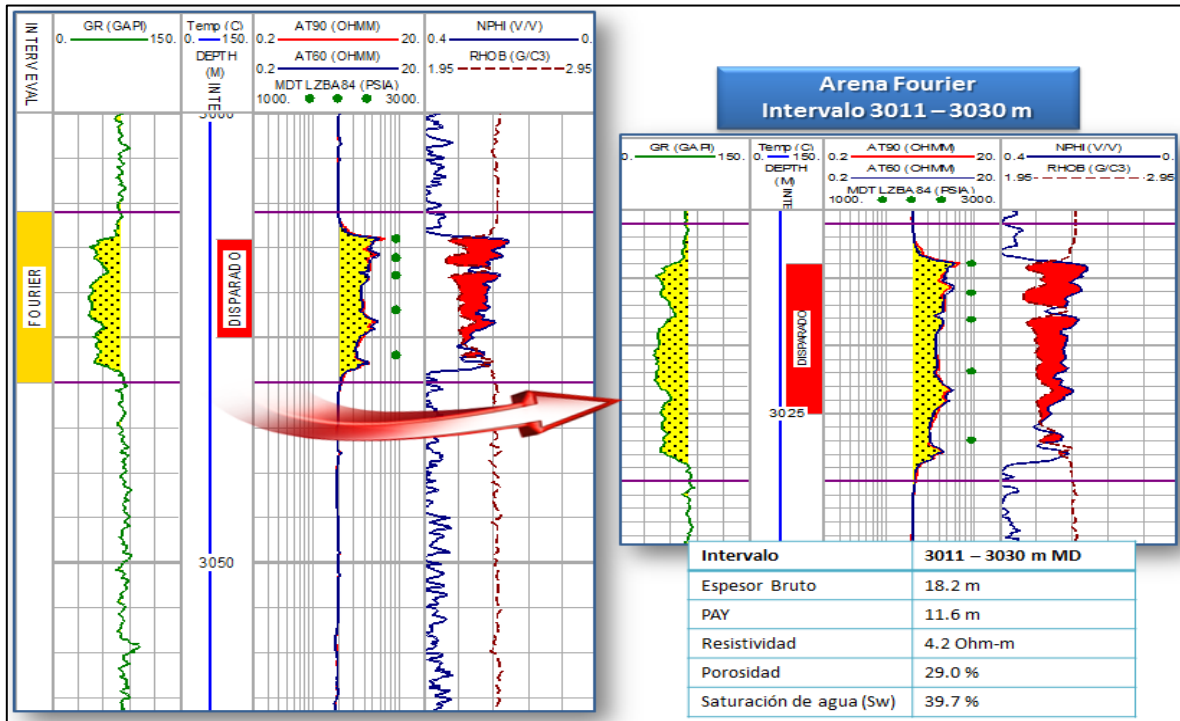 INTERV EVAL
GR (GAPI)
0. 150.
Temp (C)
0. 150.
DEPTH
(M)
INTE
AT90 (OHMM)
0.2 20.
AT60 (OHMM)
0.2 20.
MDT LZBA84 (PSIA)
1000. 3000.
NPHI (V/V)
0.4 0.
RHOB (G/C3)
1.95 2.95
FOURIER
DISPARADO
3050
Arena Fourier
Intervalo 3011 – 3030 m
GR (GAPI)
0. 150.
Temp (C)
0. 150.
DEPTH
(M)
INTE
AT90 (OHMM)
0.2 20.
AT60 (OHMM)
0.2 20.
MDT LZBA84 (PSIA)
1000. 3000.
NPHI (V/V)
0.4 0.
RHOB (G/C3)
1.95 2.95
DISPARADO
3025
Intervalo 3011 – 3030 m MD
Espesor Bruto 18.2 m
PAY 11.6 m
Resistividad 4.2 Ohm-m
Porosidad 29.0 %
Saturación de agua (Sw) 39.7 %